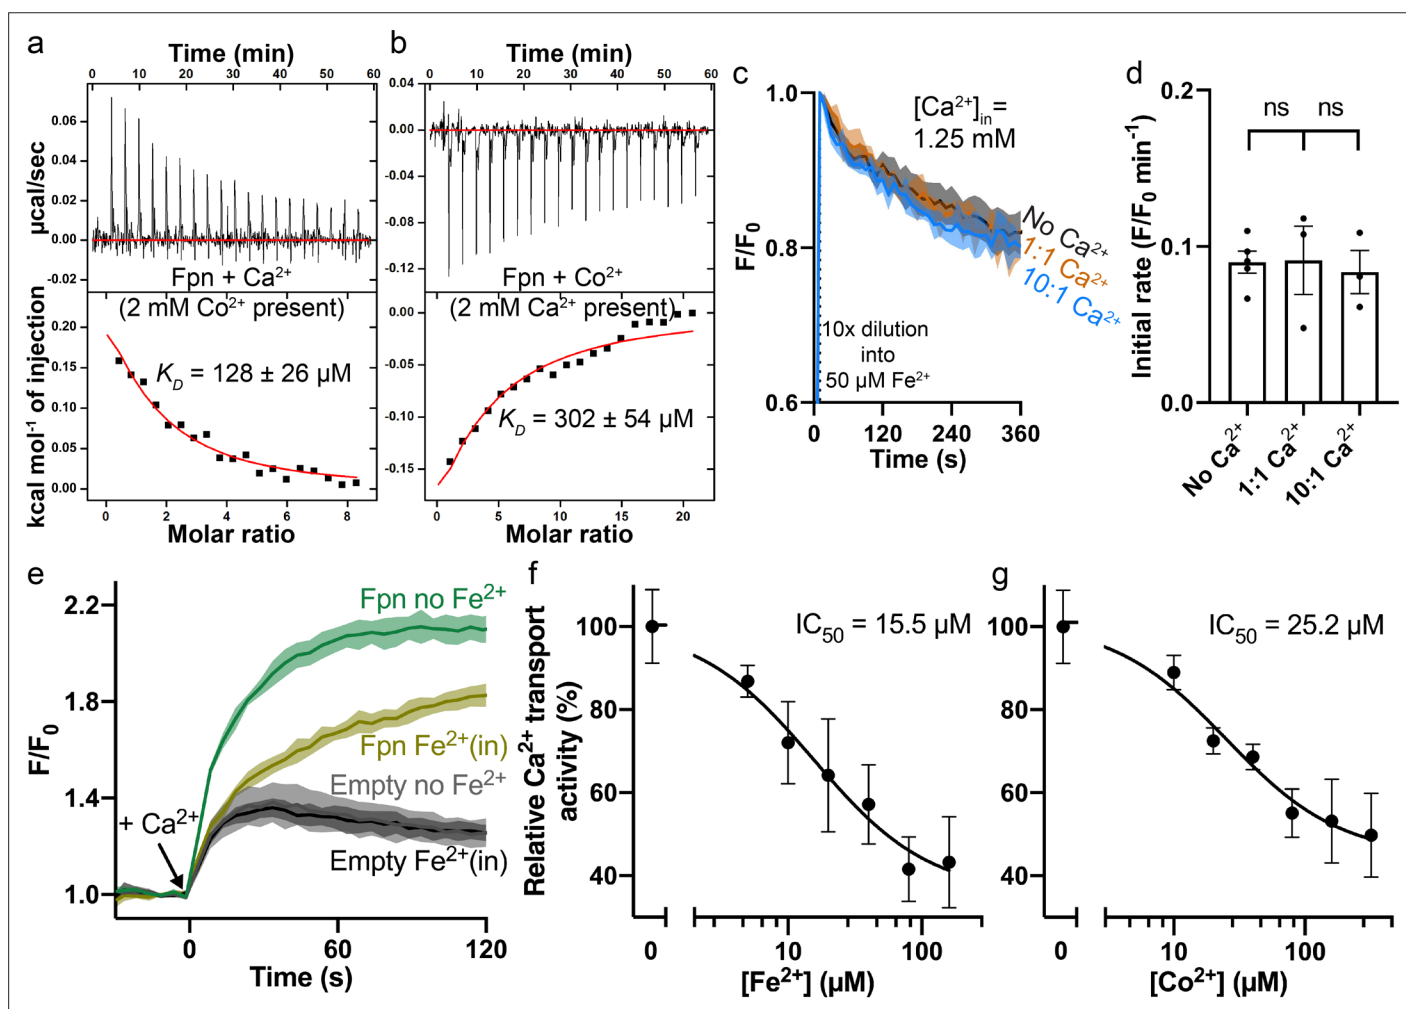 a
Time (min)
0 10 20 30 40 50 60
0.08
0.06
0.04
0.02
0.00
-0.02
µcal/sec
Fpn + Ca²⁺
(2 mM Co²⁺ present)
0.20
0.15
0.10
0.05
0.00
kcal mol⁻¹ of injection
K_D = 128 ± 26 µM
0 2 4 6 8
Molar ratio
b
Time (min)
0 10 20 30 40 50 60
0.04
0.00
-0.04
-0.08
-0.12
Fpn + Co²⁺
(2 mM Ca²⁺ present)
0.00
-0.05
-0.10
-0.15
K_D = 302 ± 54 µM
0 5 10 15 20
Molar ratio
c
1.0
0.8
0.6
F/F₀
[Ca²⁺]in=
1.25 mM
No Ca²⁺
1:1 Ca²⁺
10:1 Ca²⁺
10x dilution
into
50 µM Fe²⁺
0 120 240 360
Time (s)
d
0.2
0.1
0.0
Initial rate (F/F₀ min⁻¹)
ns ns
No Ca²⁺
1:1 Ca²⁺
10:1 Ca²⁺
e
2.2
1.8
1.4
1.0
F/F₀
Fpn no Fe²⁺
Fpn Fe²⁺(in)
Empty no Fe²⁺
Empty Fe²⁺(in)
+ Ca²⁺
0 60 120
Time (s)
f
Relative Ca²⁺ transport
activity (%)
100
80
60
40
IC₅₀ = 15.5 µM
0 10 100
[Fe²⁺] (µM)
g
100
80
60
40
IC₅₀ = 25.2 µM
0 10 100
[Co²⁺] (µM)